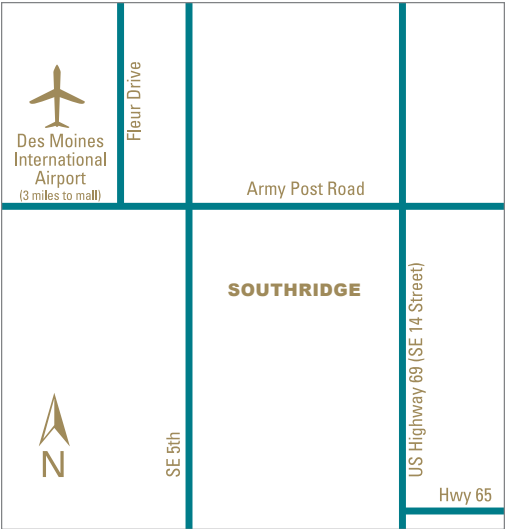 Fleur Drive
Des Moines
International
Airport
(3 miles to mall)
Army Post Road
SOUTHRIDGE
US Highway 69 (SE 14 Street)
SE 5th
N
Hwy 65